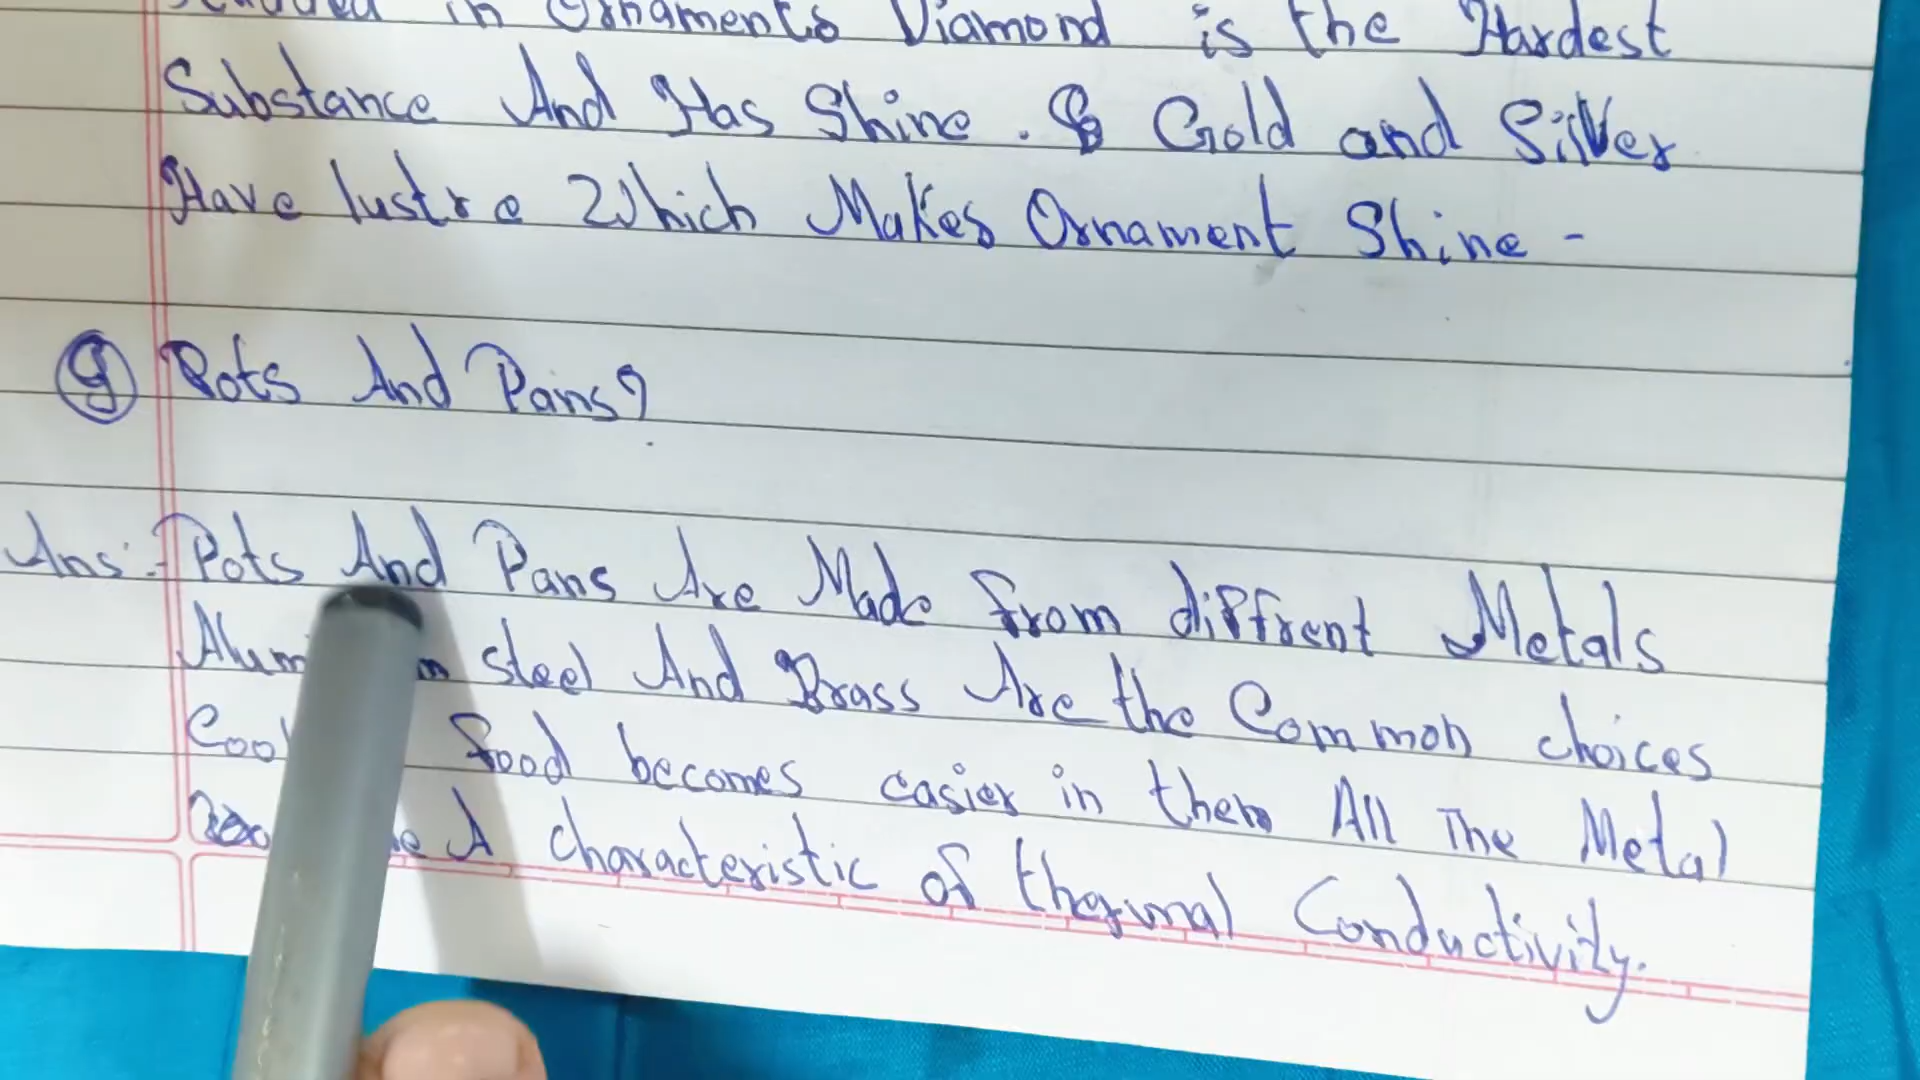 in Ornaments Diamond is the Hardest
Substance And Has Shine . Gold and Silver
Have lustre Which Makes Ornament Shine -
g Pots And Pans?
Ans:- Pots And Pans Are Made from diffrent Metals
steel And Brass Are the Common choices
food becomes easier in them All The Metal
A characteristic of thermal Conductivity.